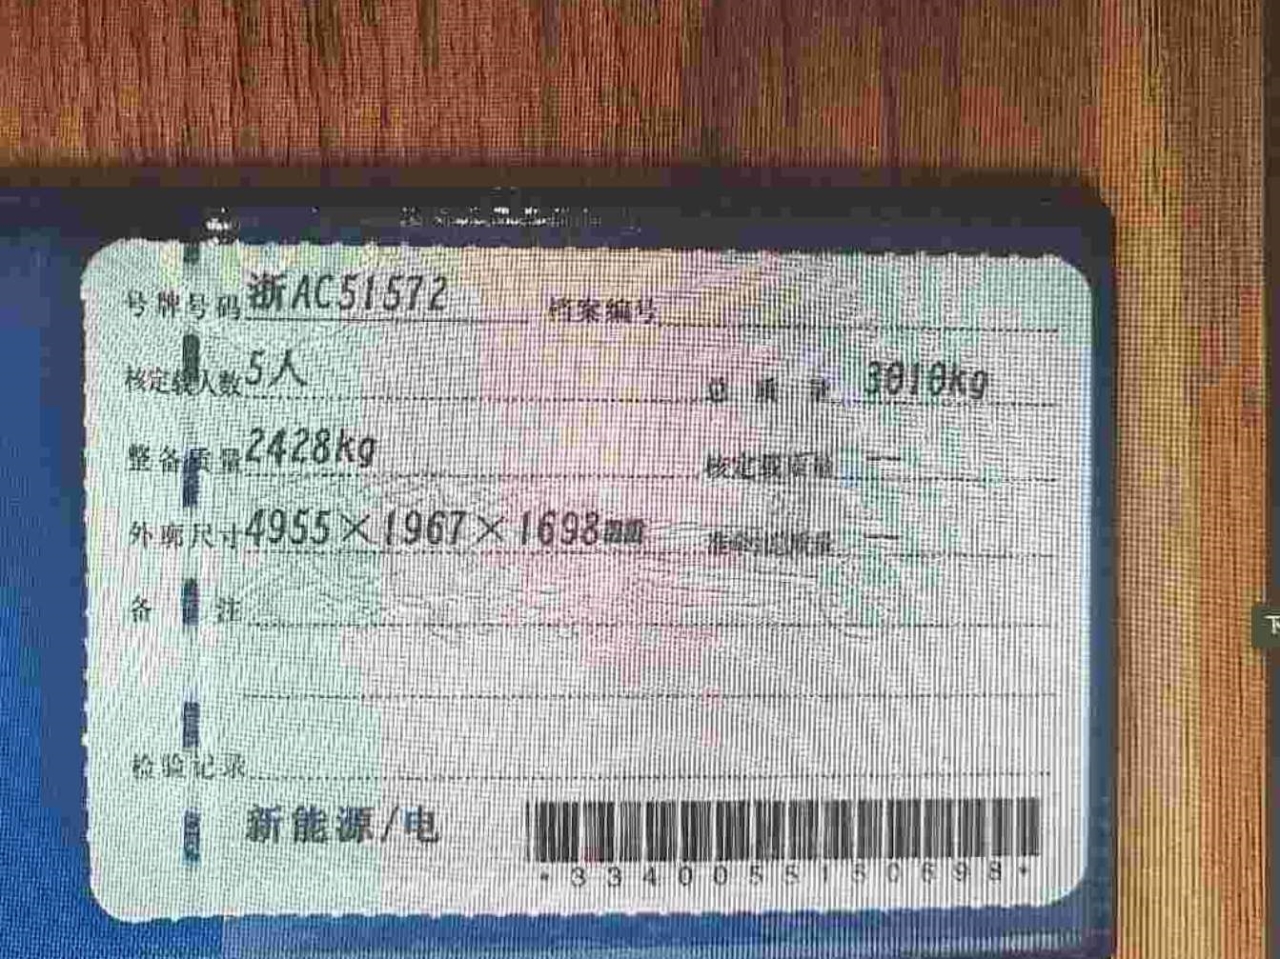 号牌号码 浙AC51572 档案编号
核定载人数 5人 总质量 3010kg
整备质量 2428kg 核定载质量 —
外廓尺寸 4955×1967×1698mm 准牵引总质量 —
备注
检验记录
新能源/电